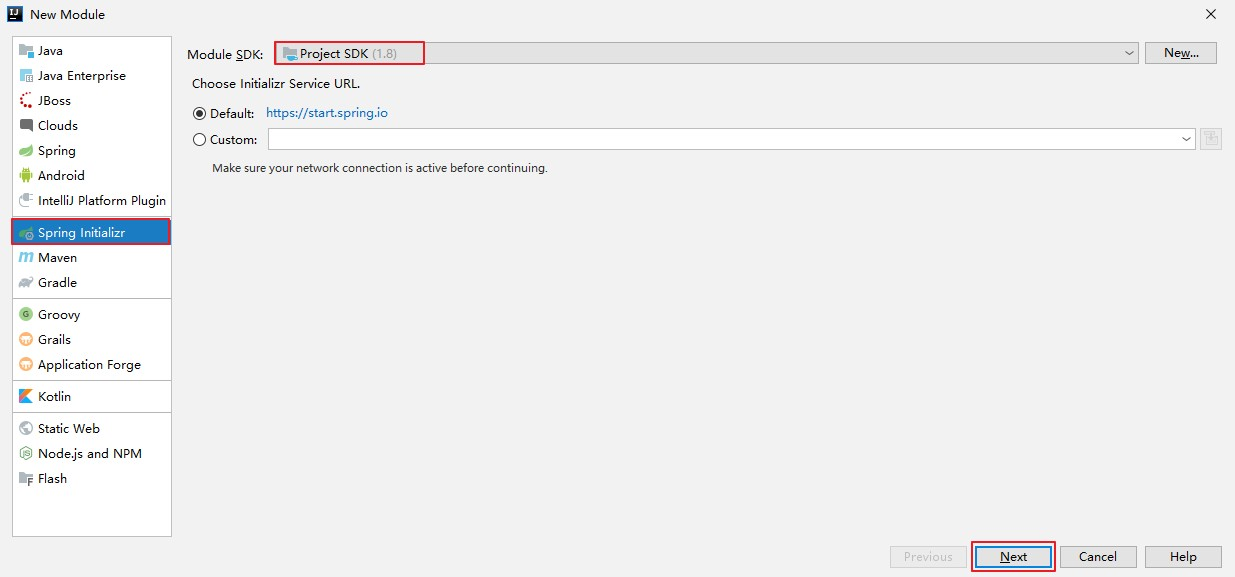 New Module
Java
Java Enterprise
JBoss
Clouds
Spring
Android
IntelliJ Platform Plugin
Spring Initializr
Maven
Gradle
Groovy
Grails
Application Forge
Kotlin
Static Web
Node.js and NPM
Flash
Module SDK: Project SDK (1.8) New...
Choose Initializr Service URL.
Default: https://start.spring.io
Custom:
Make sure your network connection is active before continuing.
Previous Next Cancel Help